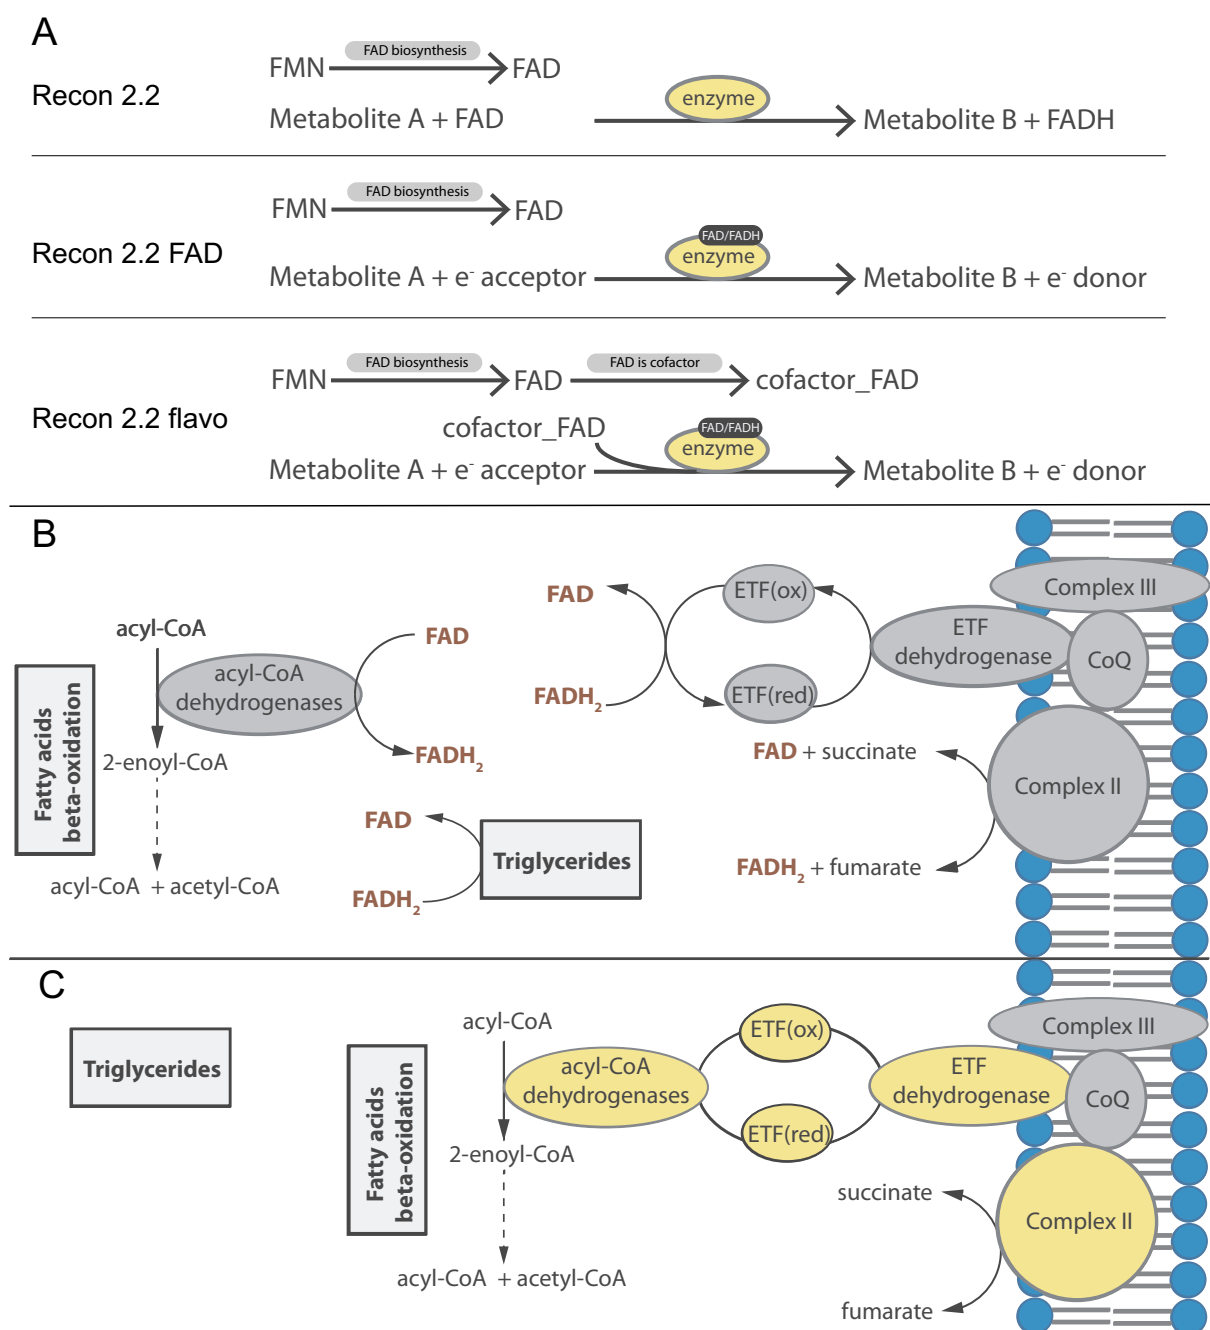 A
Recon 2.2
FAD biosynthesis
FMN FAD
enzyme
Metabolite A + FAD Metabolite B + FADH
Recon 2.2 FAD
FAD biosynthesis
FMN FAD
FAD/FADH
enzyme
Metabolite A + e⁻ acceptor Metabolite B + e⁻ donor
Recon 2.2 flavo
FAD biosynthesis FAD is cofactor
FMN FAD cofactor_FAD
cofactor_FAD
FAD/FADH
enzyme
Metabolite A + e⁻ acceptor Metabolite B + e⁻ donor
B
Fatty acids
beta-oxidation
acyl-CoA
acyl-CoA
dehydrogenases
2-enoyl-CoA
acyl-CoA + acetyl-CoA
FAD
FADH₂
FAD
FADH₂
Triglycerides
FAD
FADH₂
ETF(ox)
ETF(red)
ETF
dehydrogenase
Complex III
CoQ
Complex II
FAD + succinate
FADH₂ + fumarate
C
Triglycerides
Fatty acids
beta-oxidation
acyl-CoA
acyl-CoA
dehydrogenases
2-enoyl-CoA
acyl-CoA + acetyl-CoA
ETF(ox)
ETF(red)
ETF
dehydrogenase
Complex III
CoQ
Complex II
succinate
fumarate